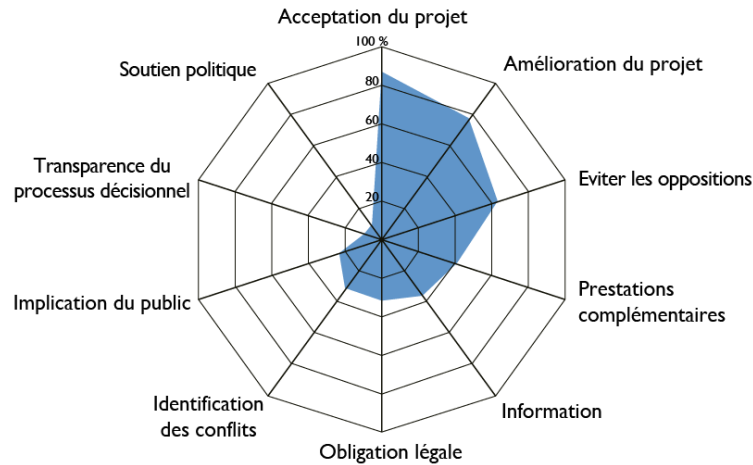 Acceptation du projet
100 %
80
60
40
20
Amélioration du projet
Eviter les oppositions
Prestations
complémentaires
Information
Obligation légale
Identification
des conflits
Implication du public
Transparence du
processus décisionnel
Soutien politique